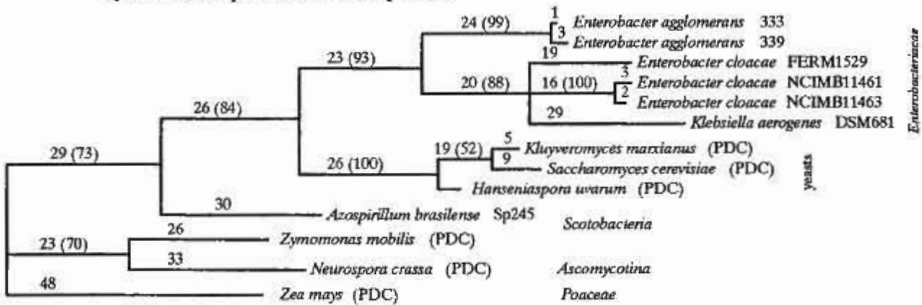 1
24 (99) Enterobacter agglomerans 333
3
Enterobacter agglomerans 339
23 (93) 19
Enterobacter cloacae FERM1529
20 (88) 16 (100) 3 Enterobacter cloacae NCIMB11461
2
Enterobacter cloacae NCIMB11463
26 (84) 29
Klebsiella aerogenes DSM681
Enterobacteriaceae
5
Kluyveromyces marxianus (PDC)
29 (73) 26 (100) 19 (52) 9
Saccharomyces cerevisiae (PDC)
Hanseniaspora uvarum (PDC)
yeasts
30
Azospirillum brasilense Sp245
Scotobacieria
26
Zymomonas mobilis (PDC)
23 (70)
33
Neurospora crassa (PDC) Ascomycotina
48
Zea mays (PDC) Poaceae